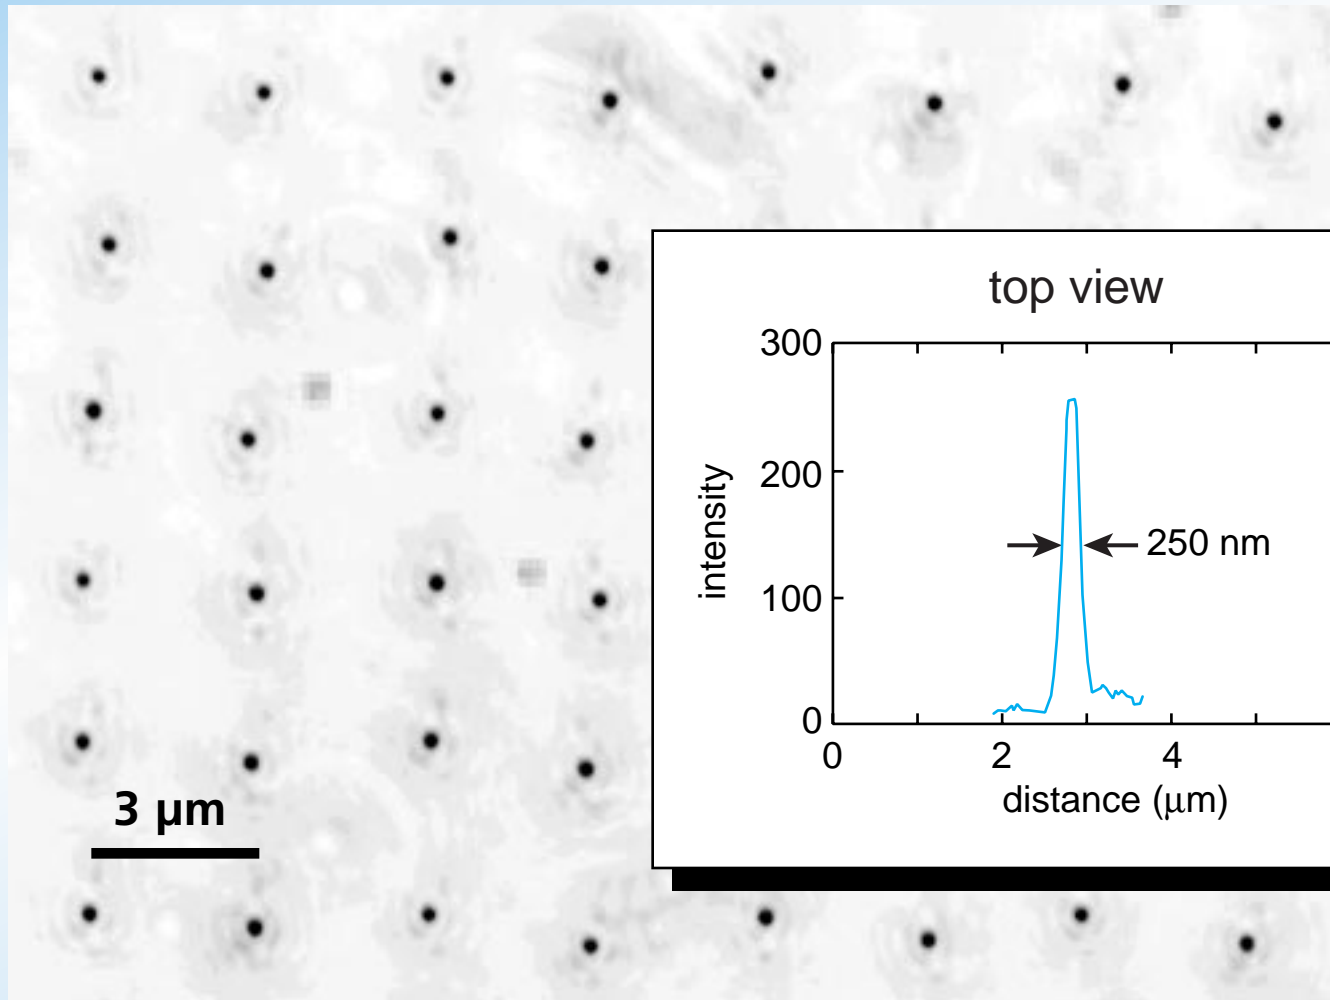 top view
300
200
100
0
intensity
250 nm
0 2 4
distance (μm)
3 μm